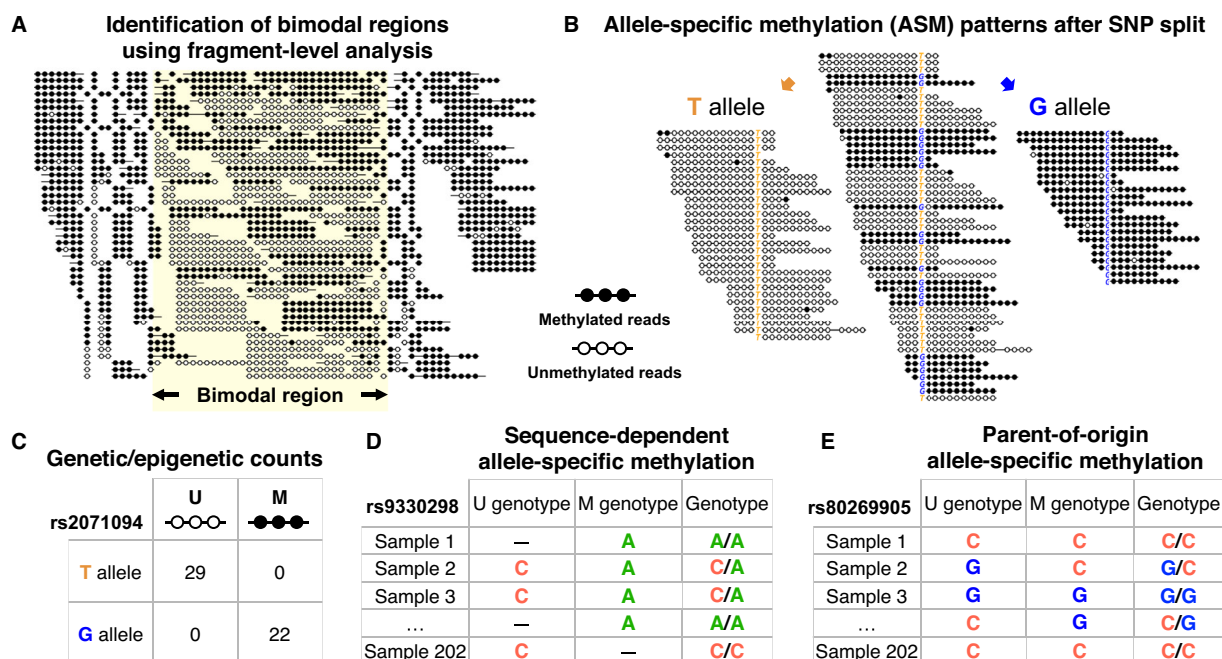 A
Identification of bimodal regions
using fragment-level analysis
Bimodal region
B
Allele-specific methylation (ASM) patterns after SNP split
T allele
G allele
Methylated reads
Unmethylated reads
C
Genetic/epigenetic counts
rs2071094 U M
T allele 29 0
G allele 0 22
D
Sequence-dependent
allele-specific methylation
rs9330298 U genotype M genotype Genotype
Sample 1 – A A/A
Sample 2 C A C/A
Sample 3 C A C/A
... – A A/A
Sample 202 C – C/C
E
Parent-of-origin
allele-specific methylation
rs80269905 U genotype M genotype Genotype
Sample 1 C C C/C
Sample 2 G C G/C
Sample 3 G G G/G
... C G C/G
Sample 202 C C C/C